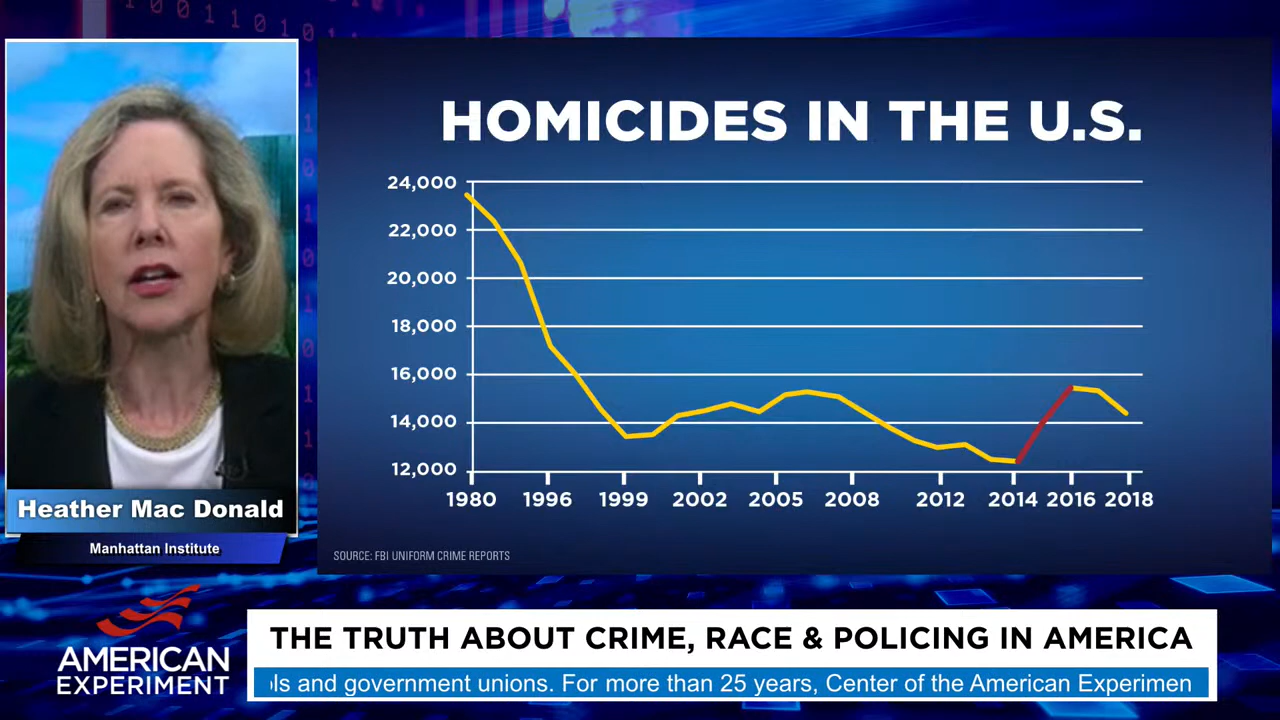 HOMICIDES IN THE U.S.
24,000
22,000
20,000
18,000
16,000
14,000
12,000
1980 1996 1999 2002 2005 2008 2012 2014 2016 2018
SOURCE: FBI UNIFORM CRIME REPORTS
Heather Mac Donald
Manhattan Institute
AMERICAN
EXPERIMENT
THE TRUTH ABOUT CRIME, RACE & POLICING IN AMERICA
ls and government unions. For more than 25 years, Center of the American Experimen